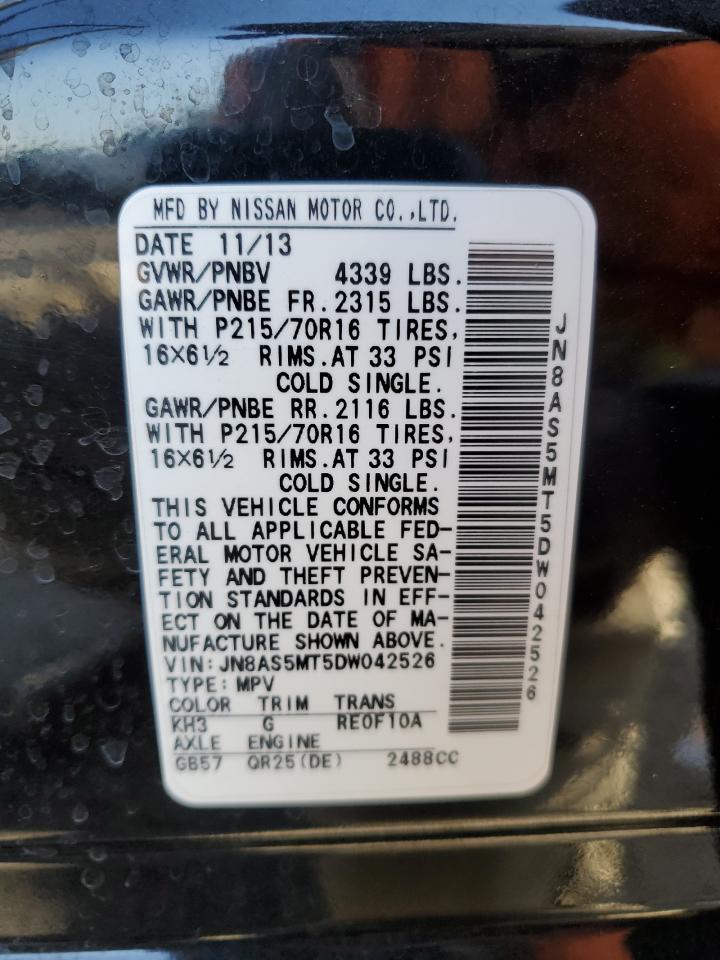 MFD BY NISSAN MOTOR CO.,LTD.
DATE 11/13
GVWR/PNBV 4339 LBS.
GAWR/PNBE FR.2315 LBS.
WITH P215/70R16 TIRES,
16×6½ RIMS.AT 33 PSI
COLD SINGLE.
GAWR/PNBE RR.2116 LBS.
WITH P215/70R16 TIRES,
16×6½ RIMS.AT 33 PSI
COLD SINGLE.
THIS VEHICLE CONFORMS
TO ALL APPLICABLE FED-
ERAL MOTOR VEHICLE SA-
FETY AND THEFT PREVEN-
TION STANDARDS IN EFF-
ECT ON THE DATE OF MA-
NUFACTURE SHOWN ABOVE.
VIN:JN8AS5MT5DW042526
TYPE:MPV
COLOR TRIM TRANS
KH3 G RE0F10A
AXLE ENGINE
GB57 QR25(DE) 2488CC
JN8AS5MT5DW042526